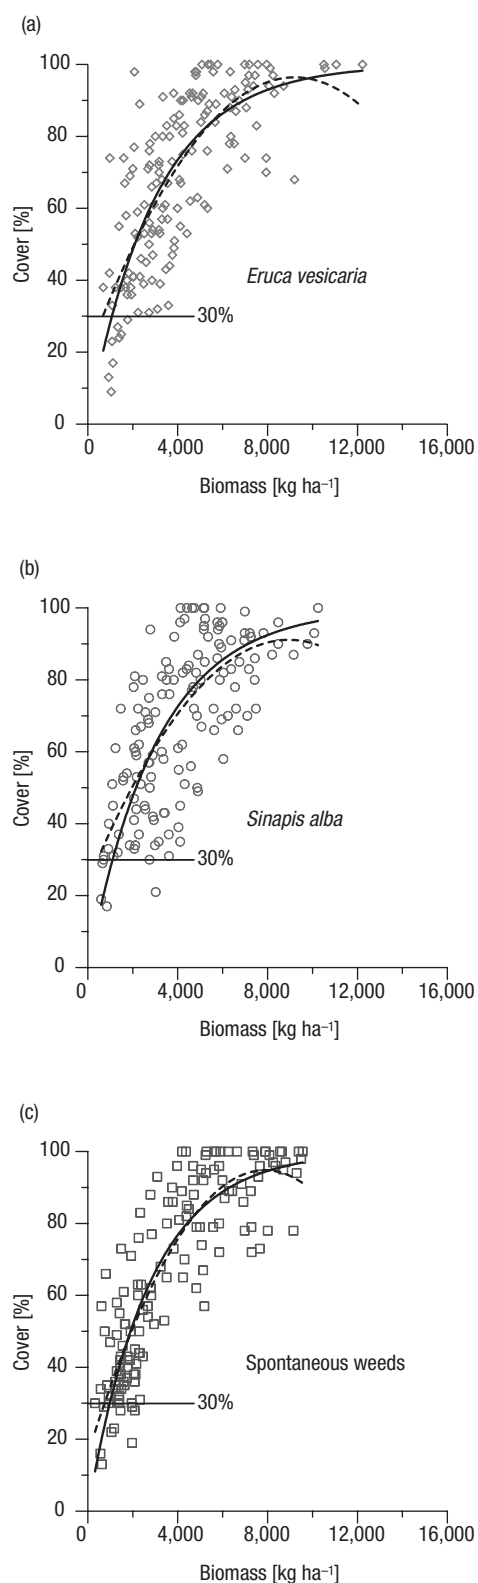 (a)
100
80
60
40
20
0
Cover [%]
Eruca vesicaria
30%
0 4,000 8,000 12,000 16,000
Biomass [kg ha⁻¹]
(b)
100
80
60
40
20
0
Cover [%]
Sinapis alba
30%
0 4,000 8,000 12,000 16,000
Biomass [kg ha⁻¹]
(c)
100
80
60
40
20
0
Cover [%]
Spontaneous weeds
30%
0 4,000 8,000 12,000 16,000
Biomass [kg ha⁻¹]